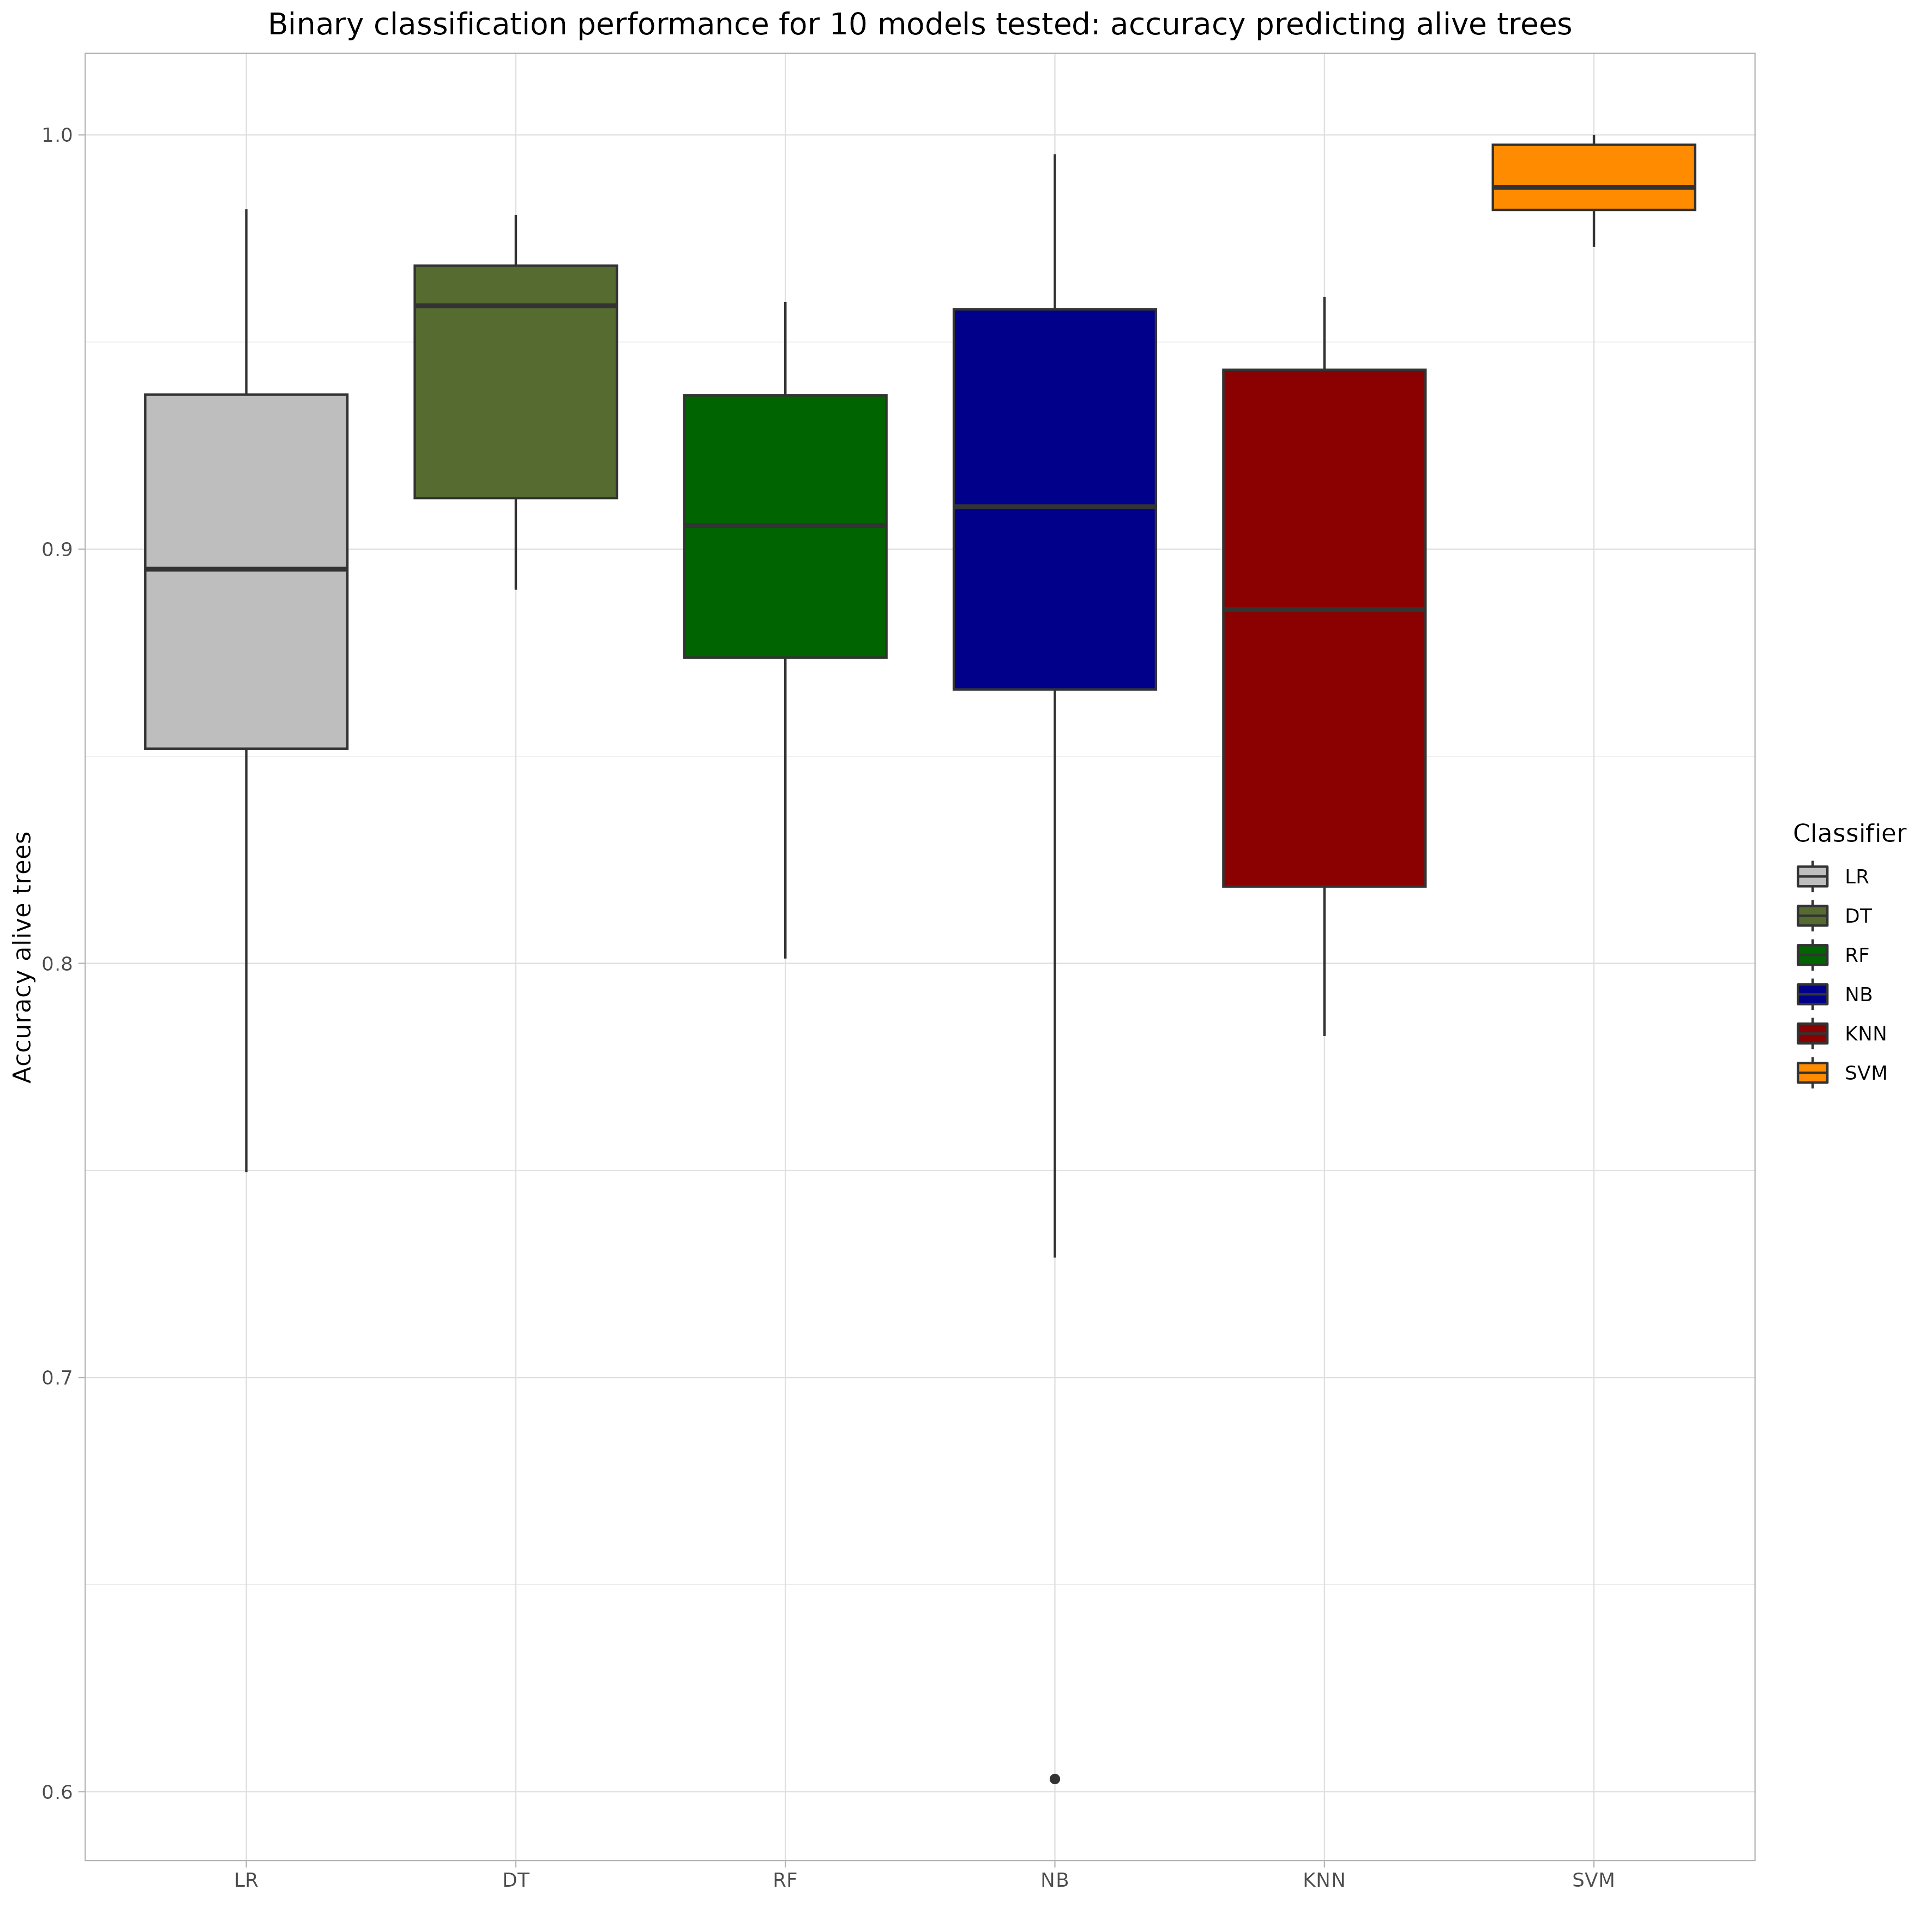 Binary classification performance for 10 models tested: accuracy predicting alive trees
Accuracy alive trees
1.0
0.9
0.8
0.7
0.6
LR
DT
RF
NB
KNN
SVM
Classifier
LR
DT
RF
NB
KNN
SVM